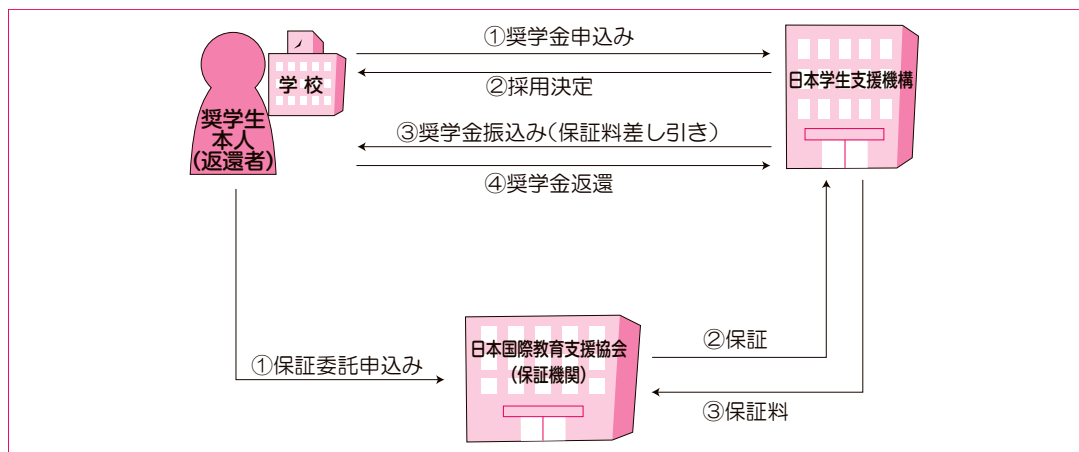 ①奨学金申込み
学校
②採用決定
日本学生支援機構
奨学生
本人
(返還者)
③奨学金振込み(保証料差し引き)
④奨学金返還
①保証委託申込み
日本国際教育支援協会
(保証機関)
②保証
③保証料